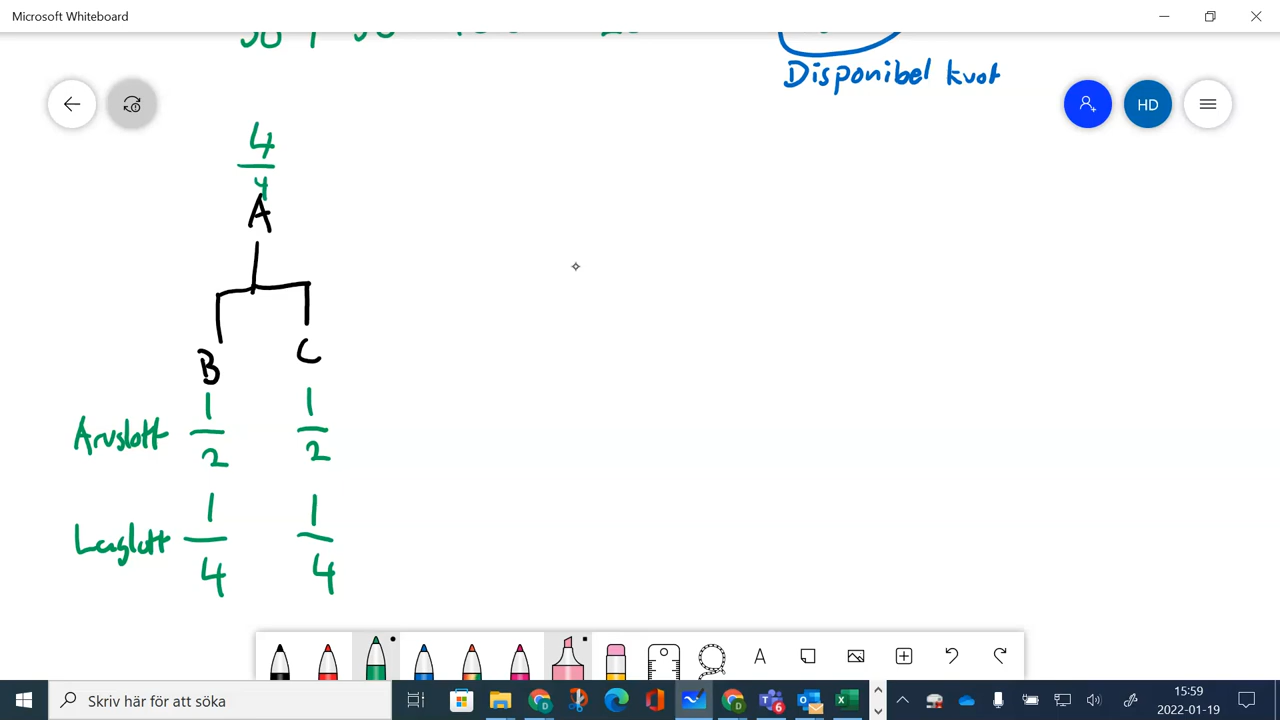 Microsoft Whiteboard
Disponibel kvot
HD
4
4
A
B C
1 1
Arvslott
2 2
1 1
Laglott
4 4
A
Skriv här för att söka
6
15:59
2022-01-19